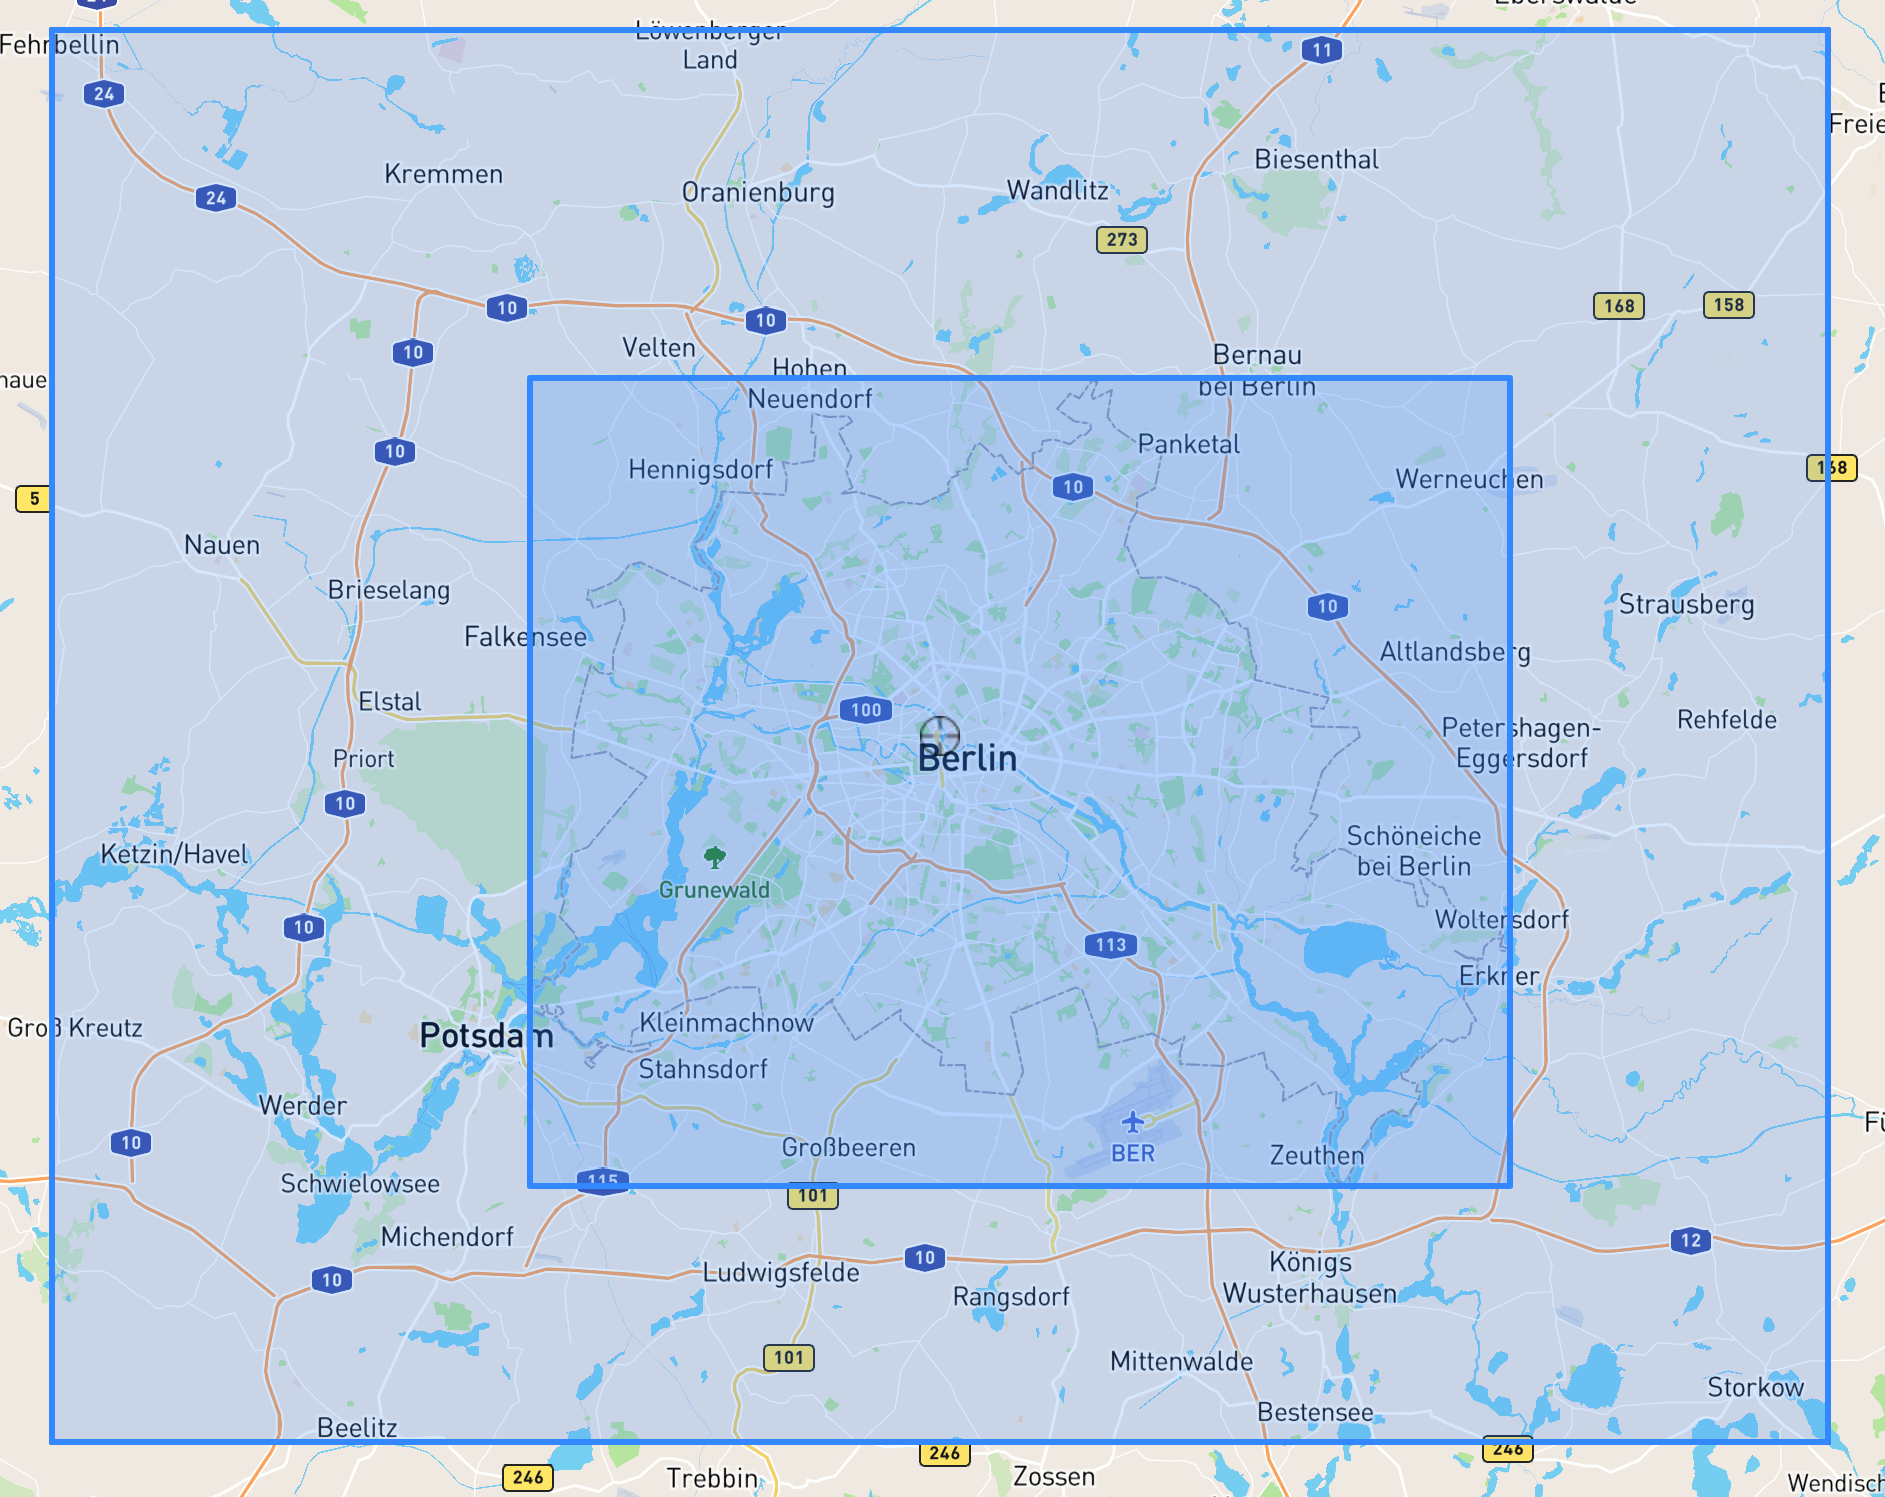 Fehrbellin
Löwenberger
Land
11
24
Freie
Biesenthal
Kremmen
Wandlitz
Oranienburg
24
273
10
168
158
10
10
Velten
Bernau
bei Berlin
Hohen
Neuendorf
Panketal
10
Hennigsdorf
168
Werneuchen
10
5
Nauen
Brieselang
Strausberg
10
Falkensee
Altlandsberg
Elstal
100
Rehfelde
Petershagen-
Eggersdorf
Berlin
Priort
10
Schöneiche
bei Berlin
Ketzin/Havel
Grunewald
Woltersdorf
10
113
Erkner
Groß Kreutz
Potsdam
Kleinmachnow
Stahnsdorf
Werder
10
Großbeeren
BER
Zeuthen
Schwielowsee
115
101
Michendorf
12
10
Königs
Wusterhausen
Ludwigsfelde
10
Rangsdorf
101
Mittenwalde
Storkow
Bestensee
Beelitz
246
246
246
Trebbin
Zossen
Wendisch